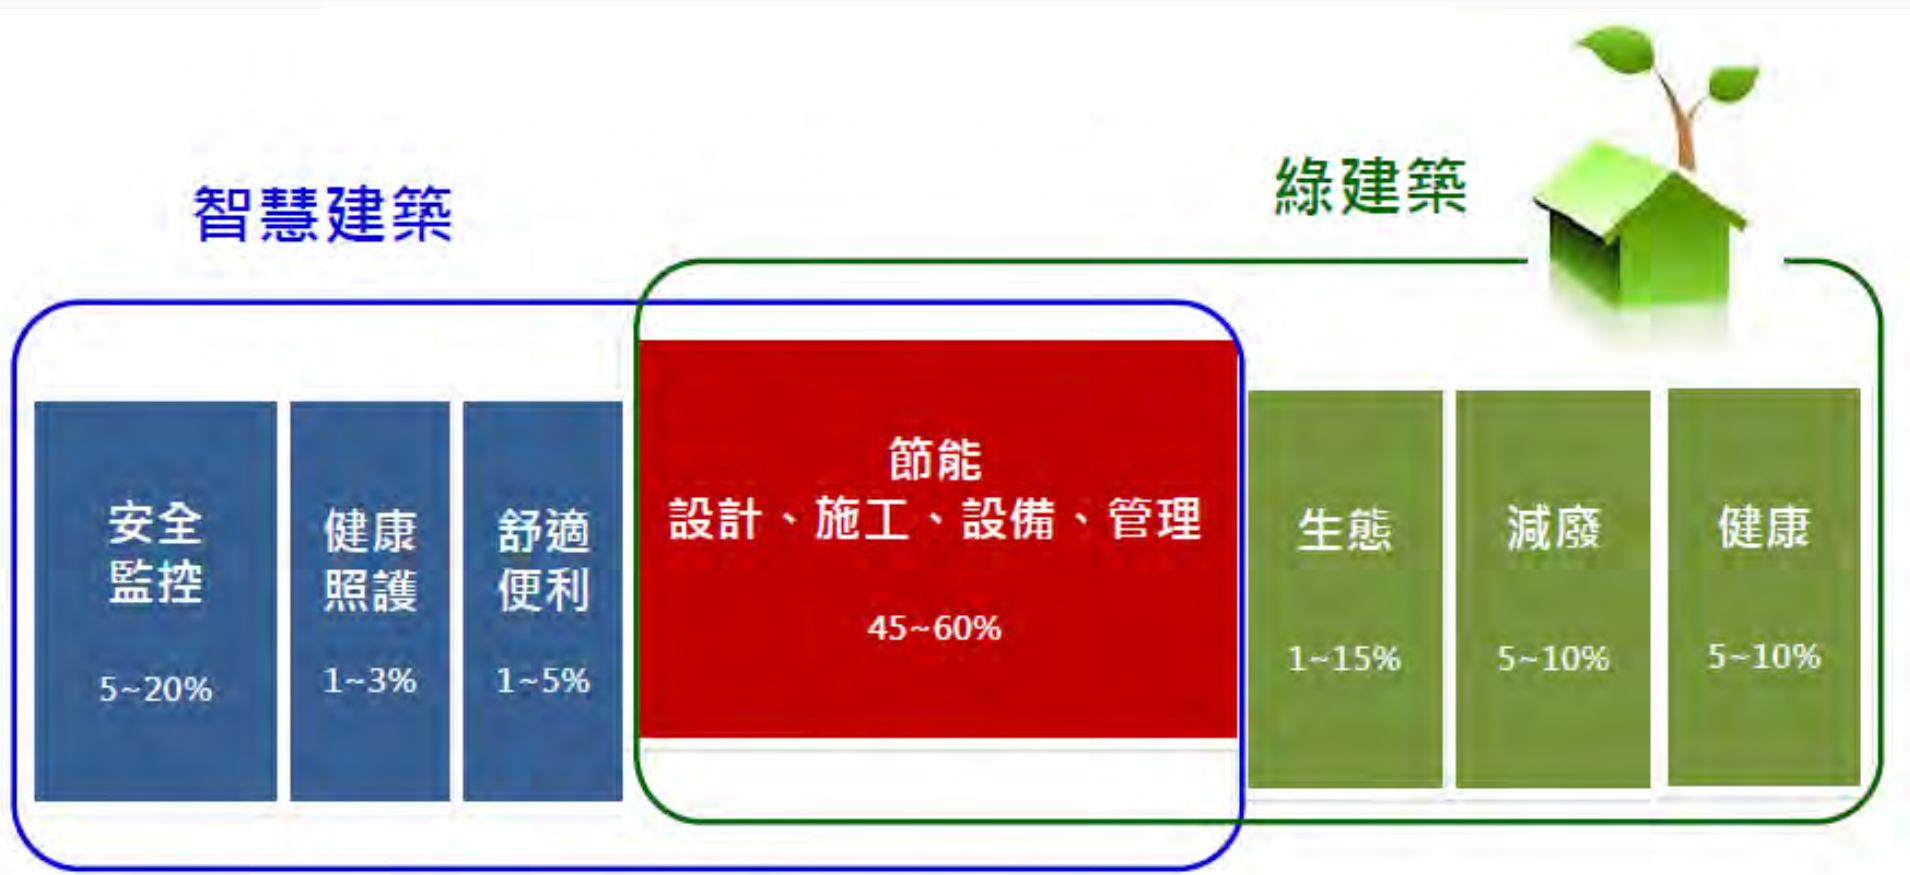 智慧建築
綠建築
安全
監控
5~20%
健康
照護
1~3%
舒適
便利
1~5%
節能
設計、施工、設備、管理
45~60%
生態
1~15%
減廢
5~10%
健康
5~10%